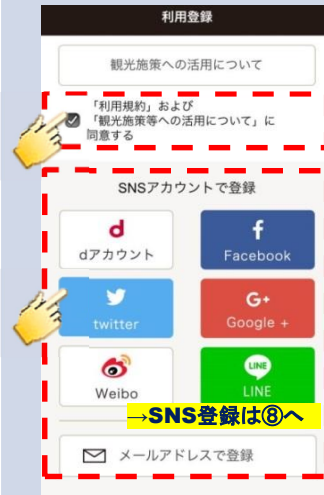 利用登録
観光施策への活用について
「利用規約」および
「観光施策等への活用について」に
同意する
SNSアカウントで登録
d
dアカウント
f
Facebook
twitter
G+
Google +
Weibo
LINE
LINE
→SNS登録は⑧へ
メールアドレスで登録